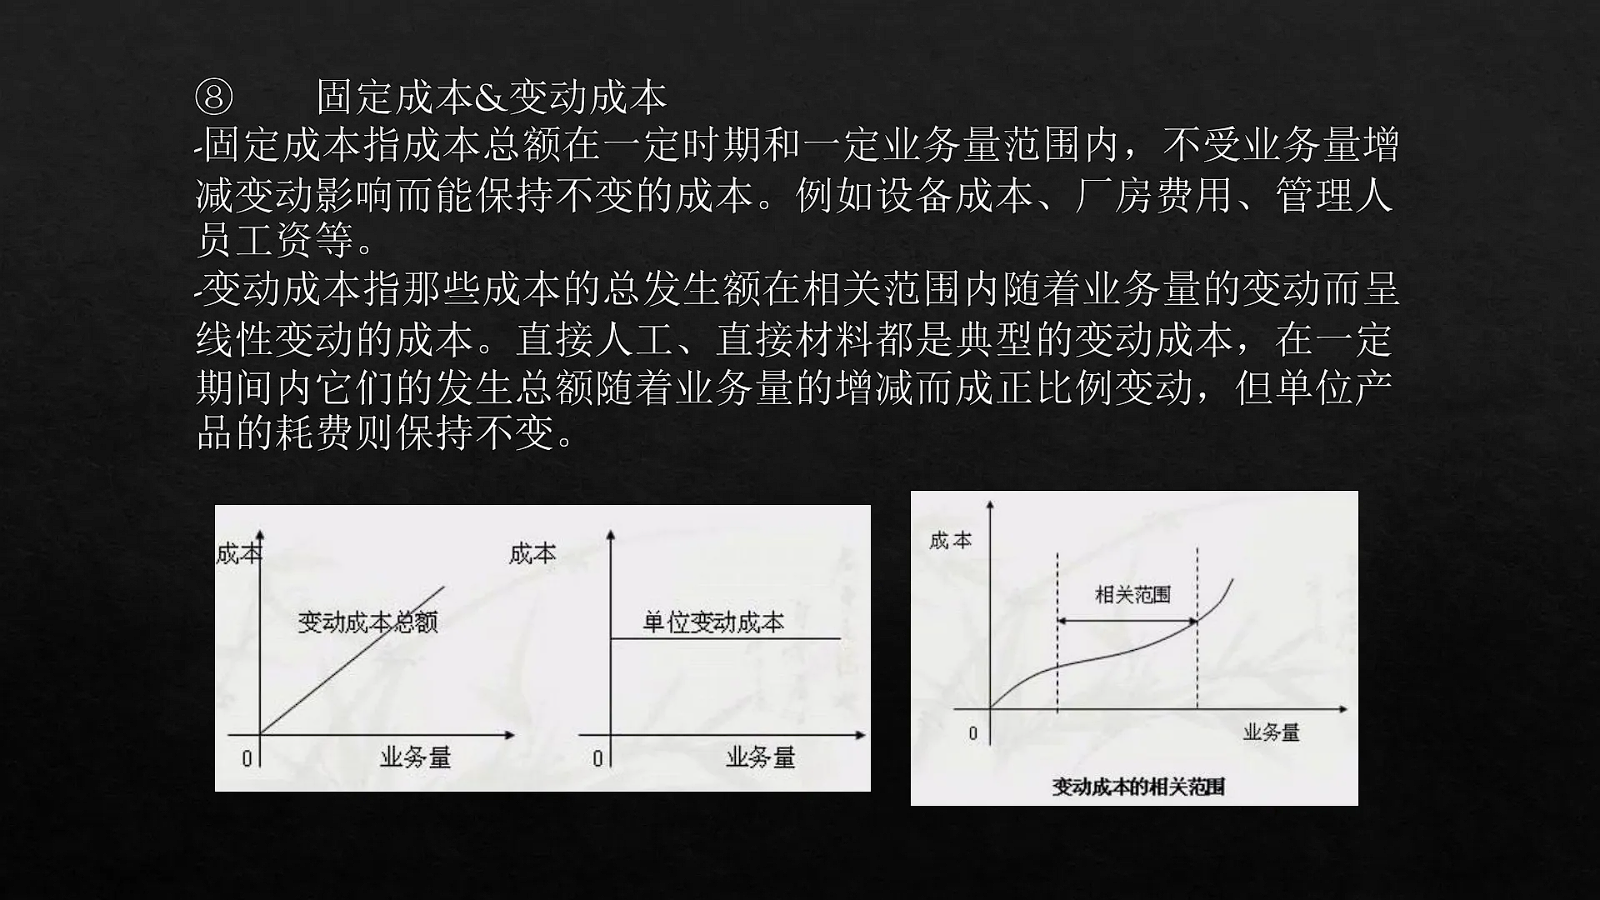 ⑧ 固定成本&变动成本
-固定成本指成本总额在一定时期和一定业务量范围内，不受业务量增
减变动影响而能保持不变的成本。例如设备成本、厂房费用、管理人
员工资等。
-变动成本指那些成本的总发生额在相关范围内随着业务量的变动而呈
线性变动的成本。直接人工、直接材料都是典型的变动成本，在一定
期间内它们的发生总额随着业务量的增减而成正比例变动，但单位产
品的耗费则保持不变。
成本
变动成本总额
0
业务量
成本
单位变动成本
0
业务量
成本
相关范围
0
业务量
变动成本的相关范围